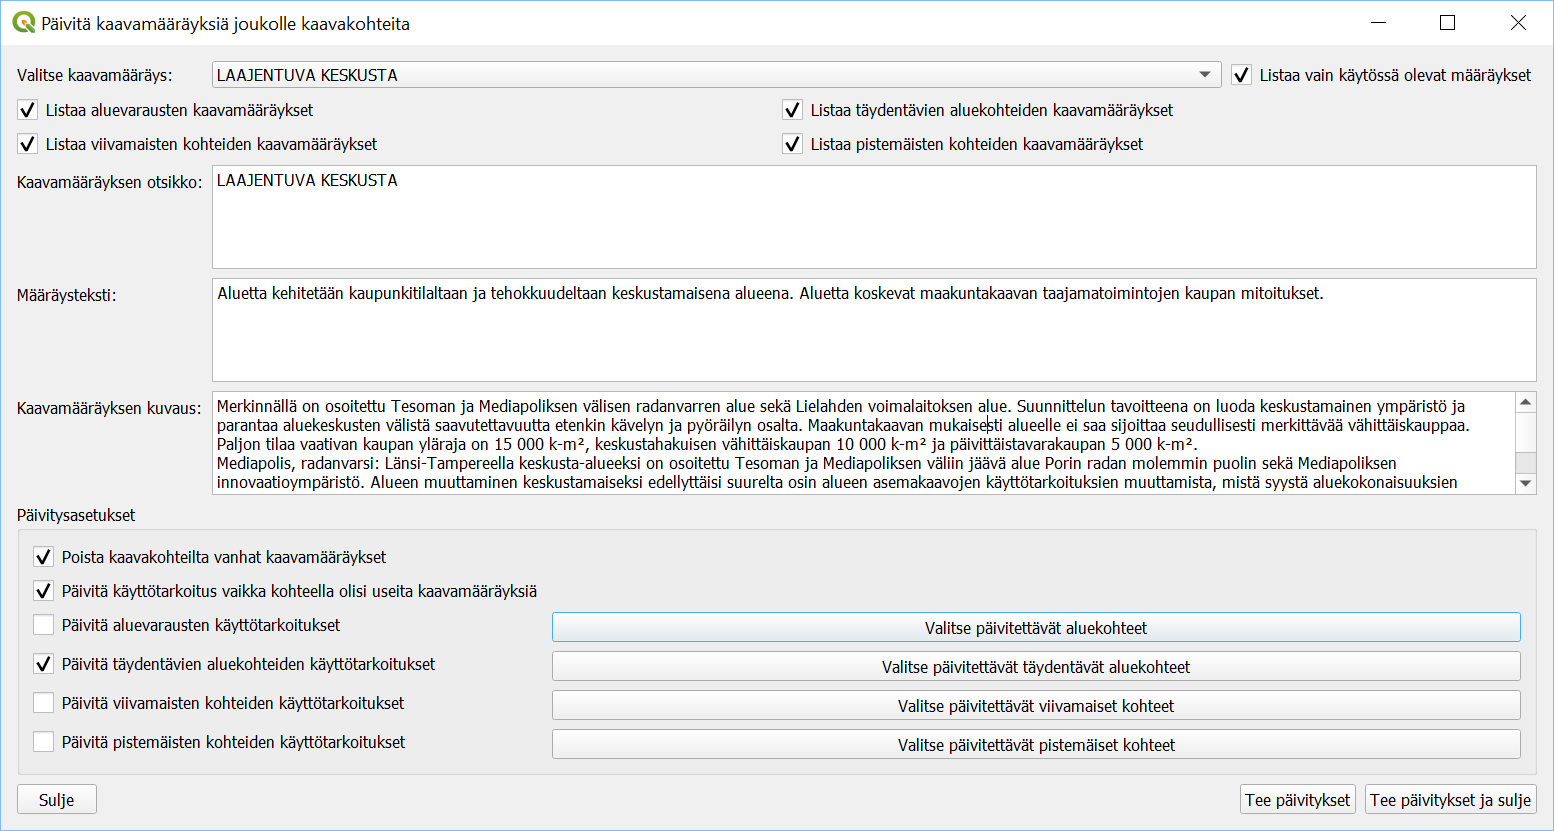 Päivitä kaavamääräyksiä joukolle kaavakohteita
Valitse kaavamääräys: LAAJENTUVA KESKUSTA Listaa vain käytössä olevat määräykset
Listaa aluevarausten kaavamääräykset Listaa täydentävien aluekohteiden kaavamääräykset
Listaa viivamaisten kohteiden kaavamääräykset Listaa pistemäisten kohteiden kaavamääräykset
Kaavamääräyksen otsikko: LAAJENTUVA KESKUSTA
Määräysteksti: Aluetta kehitetään kaupunkitilaltaan ja tehokkuudeltaan keskustamaisena alueena. Aluetta koskevat maakuntakaavan taajamatoimintojen kaupan mitoitukset.
Kaavamääräyksen kuvaus: Merkinnällä on osoitettu Tesoman ja Mediapoliksen välisen radanvarren alue sekä Lielahden voimalaitoksen alue. Suunnittelun tavoitteena on luoda keskustamainen ympäristö ja
parantaa aluekeskusten välistä saavutettavuutta etenkin kävelyn ja pyöräilyn osalta. Maakuntakaavan mukaisesti alueelle ei saa sijoittaa seudullisesti merkittävää vähittäiskauppaa.
Paljon tilaa vaativan kaupan yläraja on 15 000 k-m², keskustahakuisen vähittäiskaupan 10 000 k-m² ja päivittäistavarakaupan 5 000 k-m².
Mediapolis, radanvarsi: Länsi-Tampereella keskusta-alueeksi on osoitettu Tesoman ja Mediapoliksen väliin jäävä alue Porin radan molemmin puolin sekä Mediapoliksen
innovaatioympäristö. Alueen muuttaminen keskustamaiseksi edellyttäisi suurelta osin alueen asemakaavojen käyttötarkoituksien muuttamista, mistä syystä aluekokonaisuuksien
Päivitysasetukset
Poista kaavakohteilta vanhat kaavamääräykset
Päivitä käyttötarkoitus vaikka kohteella olisi useita kaavamääräyksiä
Päivitä aluevarausten käyttötarkoitukset Valitse päivitettävät aluekohteet
Päivitä täydentävien aluekohteiden käyttötarkoitukset Valitse päivitettävät täydentävät aluekohteet
Päivitä viivamaisten kohteiden käyttötarkoitukset Valitse päivitettävät viivamaiset kohteet
Päivitä pistemäisten kohteiden käyttötarkoitukset Valitse päivitettävät pistemäiset kohteet
Sulje Tee päivitykset Tee päivitykset ja sulje